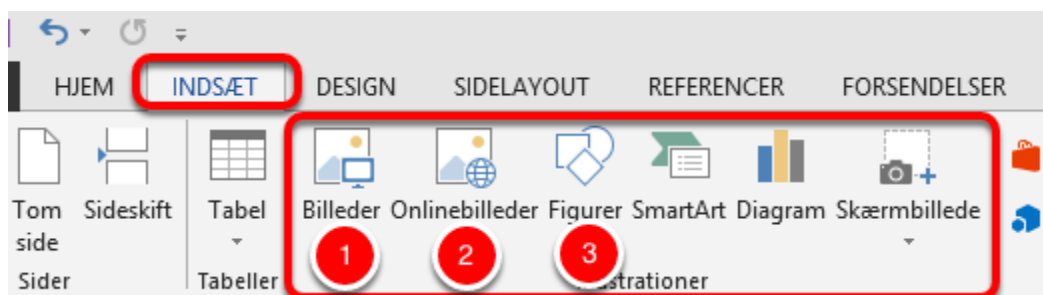 HJEM INDSÆT DESIGN SIDELAYOUT REFERENCER FORSENDELSER
Tom side
Sideskift
Tabel
Billeder
Onlinebilleder
Figurer
SmartArt
Diagram
Skærmbillede
1 2 3
Sider Tabeller